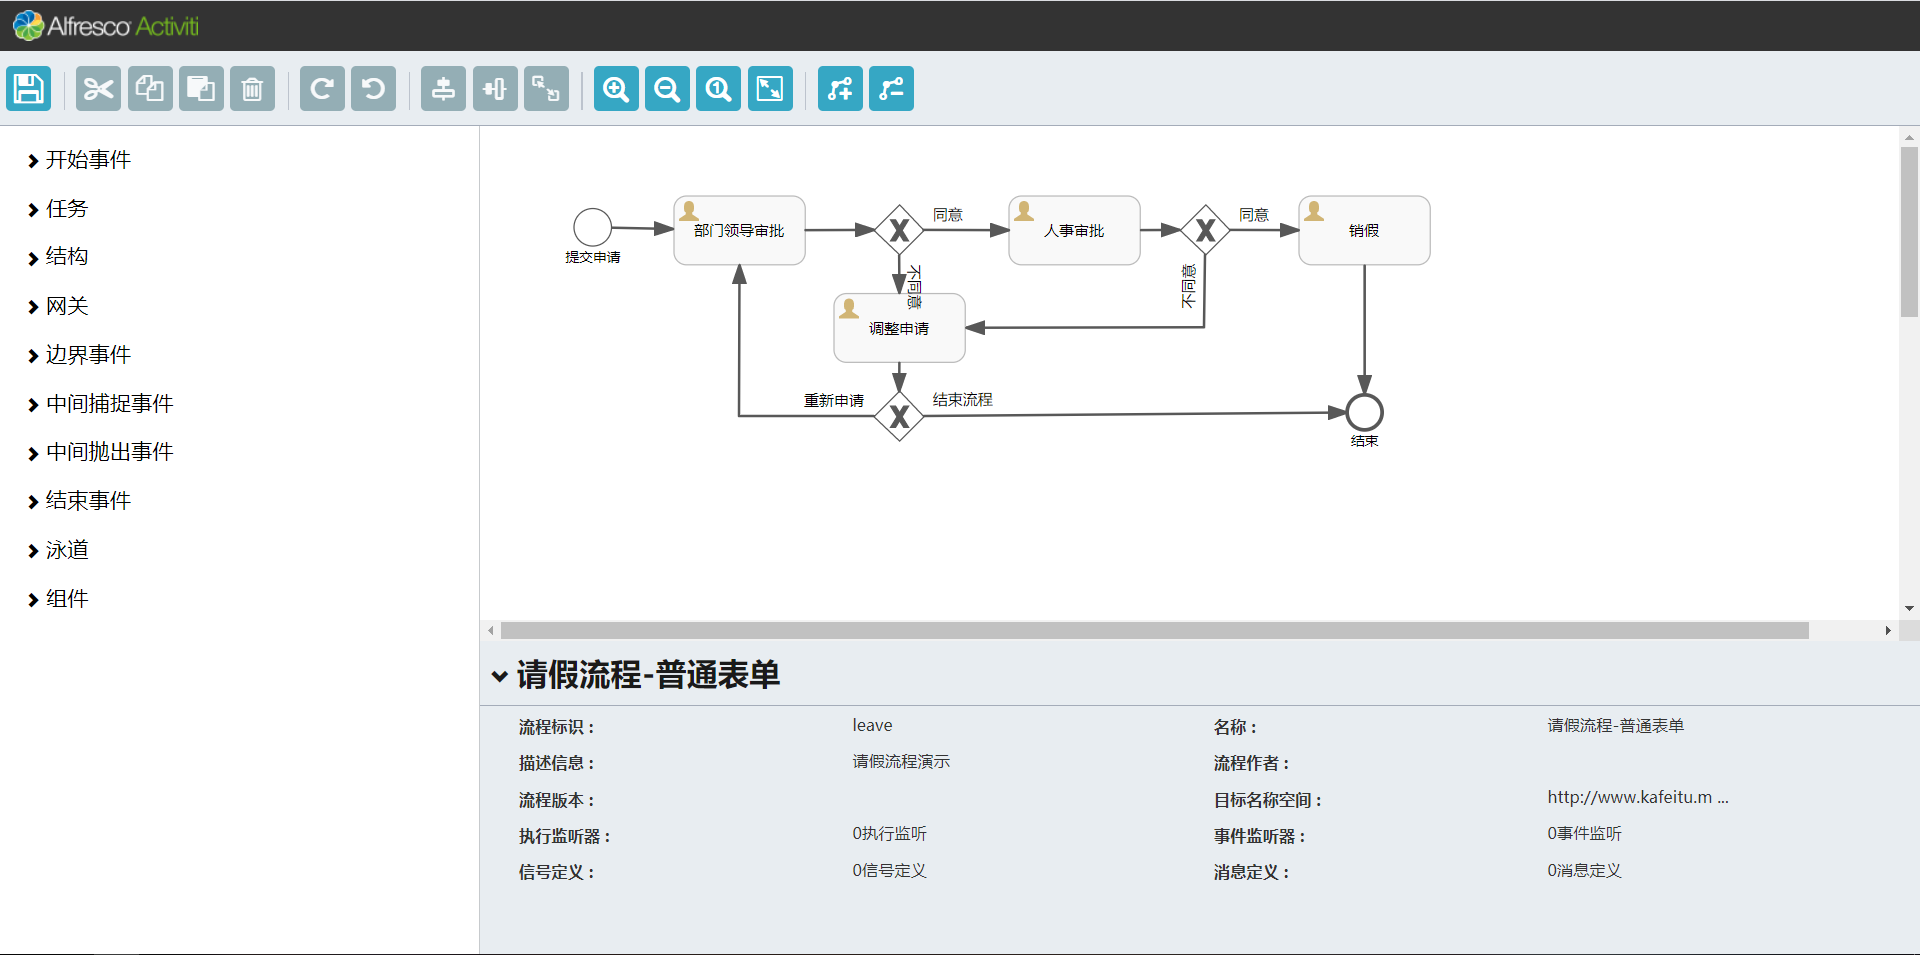 Alfresco Activiti
开始事件
任务
结构
网关
边界事件
中间捕捉事件
中间抛出事件
结束事件
泳道
组件
提交申请
部门领导审批
同意
人事审批
同意
销假
不同意
不同意
调整申请
重新申请
结束流程
结束
请假流程-普通表单
流程标识： leave 名称： 请假流程-普通表单
描述信息： 请假流程演示 流程作者：
流程版本： 目标名称空间： http://www.kafeitu.m ...
执行监听器： 0执行监听 事件监听器： 0事件监听
信号定义： 0信号定义 消息定义： 0消息定义